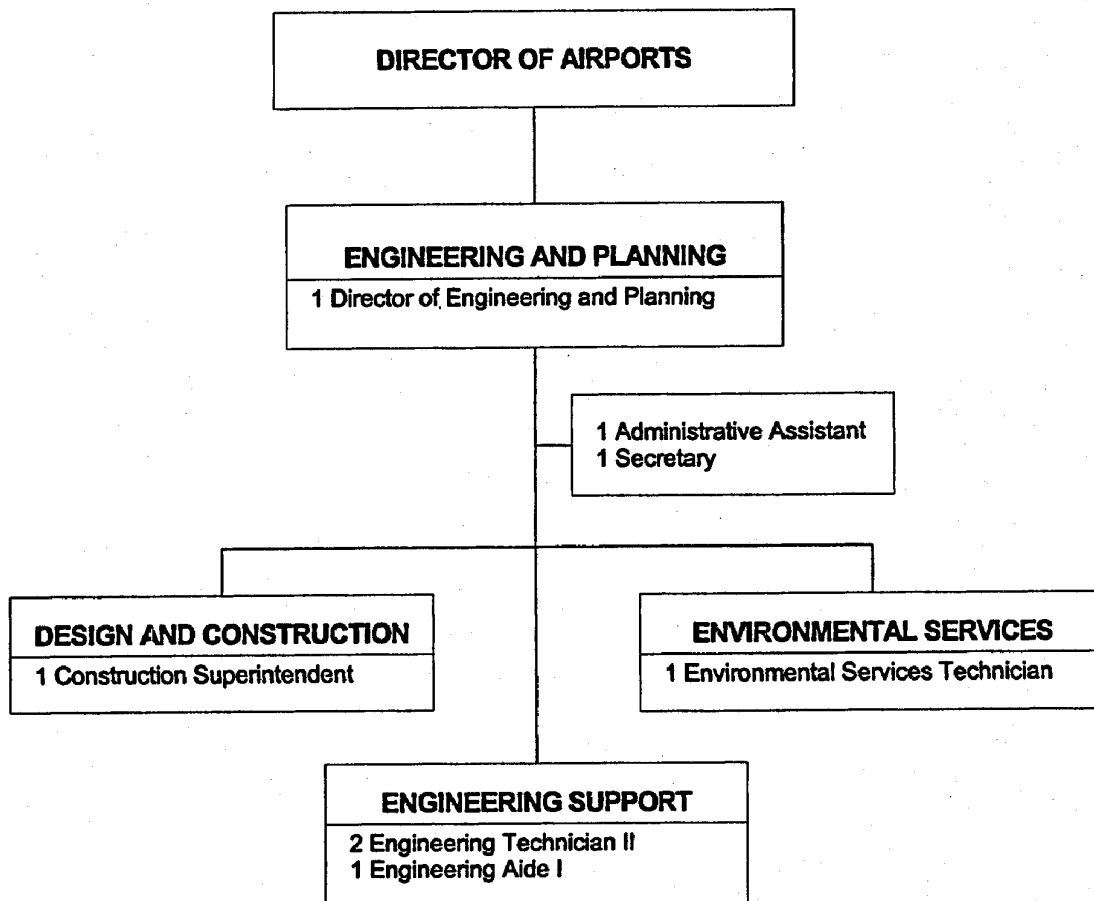 DIRECTOR OF AIRPORTS
ENGINEERING AND PLANNING
1 Director of Engineering and Planning
1 Administrative Assistant
1 Secretary
DESIGN AND CONSTRUCTION
1 Construction Superintendent
ENVIRONMENTAL SERVICES
1 Environmental Services Technician
ENGINEERING SUPPORT
2 Engineering Technician II
1 Engineering Aide I